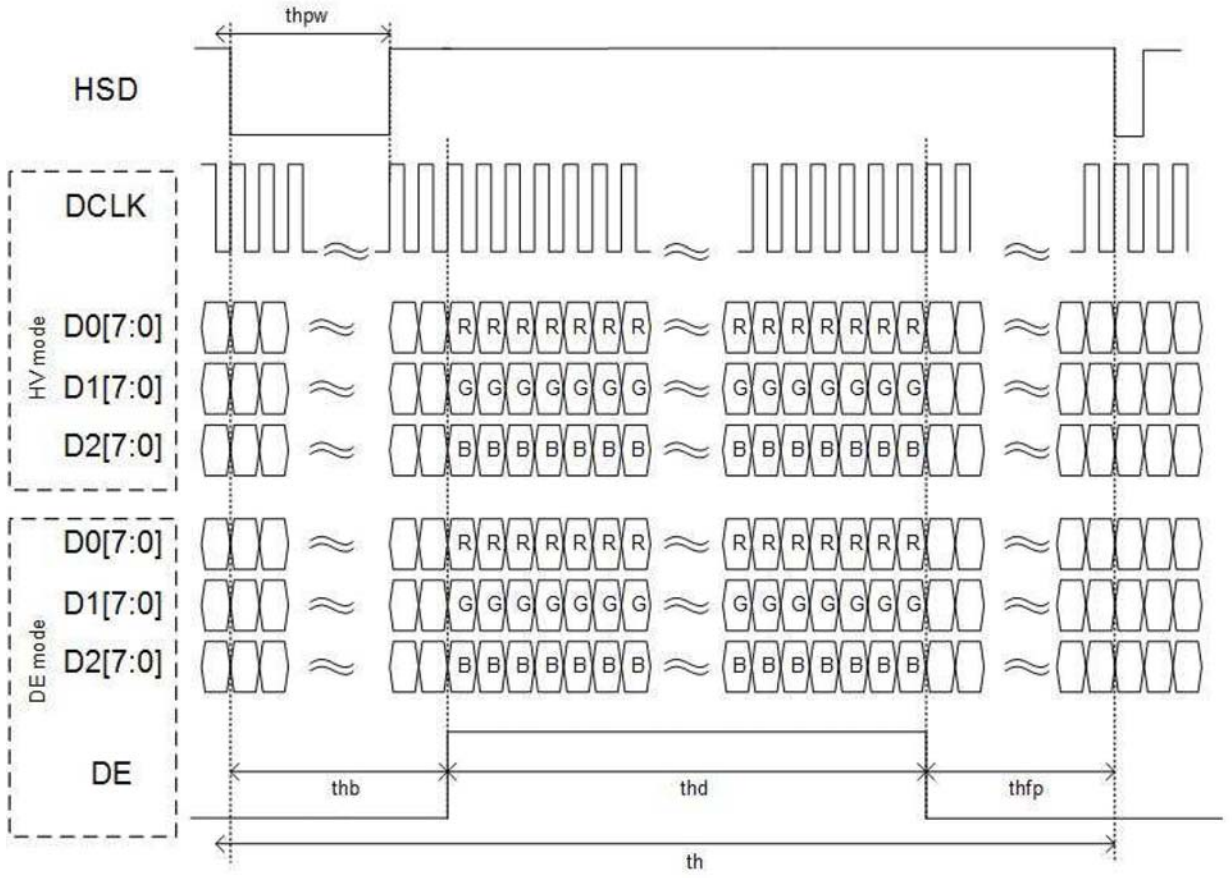 thpw
HSD
DCLK
HV mode
D0[7:0] R R R R R R R R R R R R R R
D1[7:0] G G G G G G G G G G G G G G
D2[7:0] B B B B B B B B B B B B B B
DE mode
D0[7:0] R R R R R R R R R R R R R R
D1[7:0] G G G G G G G G G G G G G G
D2[7:0] B B B B B B B B B B B B B B
DE
thb thd thfp
th